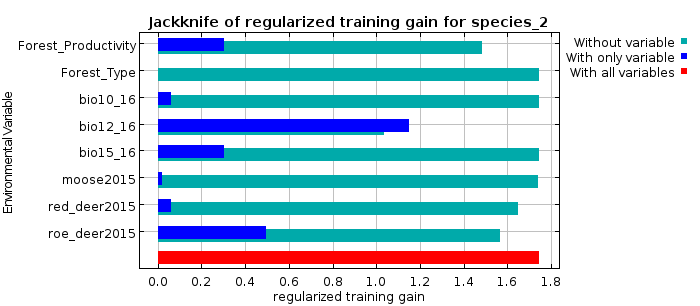 Jackknife of regularized training gain for species_2
Environmental Variable
Forest_Productivity
Forest_Type
bio10_16
bio12_16
bio15_16
moose2015
red_deer2015
roe_deer2015
Without variable
With only variable
With all variables
0.0 0.2 0.4 0.6 0.8 1.0 1.2 1.4 1.6 1.8
regularized training gain